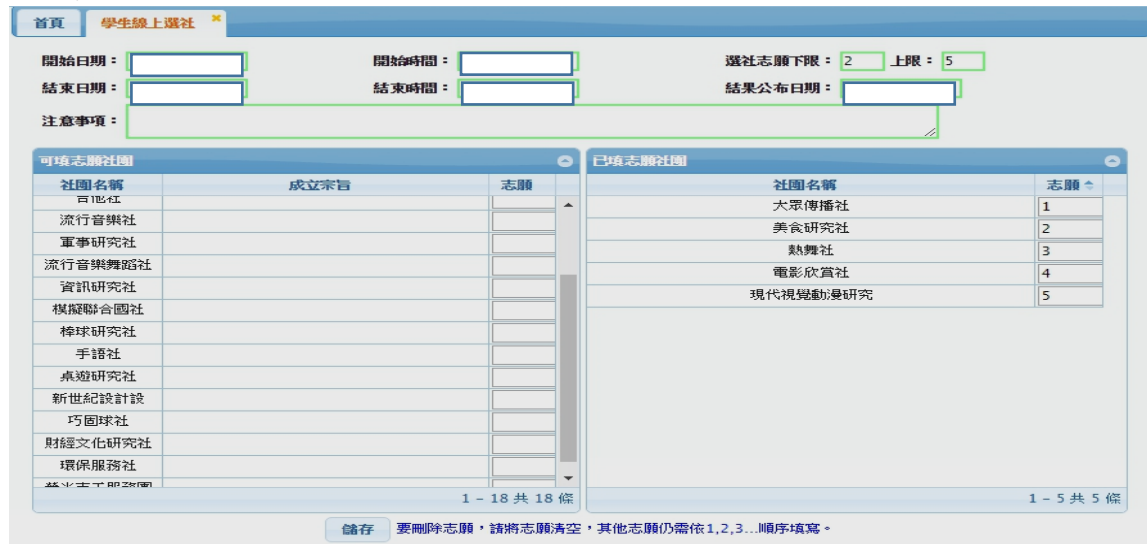 首頁 學生線上選社
開始日期： 開始時間： 選社志願下限： 2 上限： 5
結束日期： 結束時間： 結果公布日期：
注意事項：
可填志願社團 已填志願社團
社團名稱 成立宗旨 志願 社團名稱 志願
吉他社 大眾傳播社 1
流行音樂社 美食研究社 2
軍事研究社 熱舞社 3
流行音樂舞蹈社 電影欣賞社 4
資訊研究社 現代視覺動漫研究 5
模擬聯合國社
棒球研究社
手語社
桌遊研究社
新世紀設計設
巧固球社
財經文化研究社
環保服務社
1 - 18 共 18 條 1 - 5 共 5 條
儲存 要刪除志願，請將志願清空，其他志願仍需依1,2,3...順序填寫。